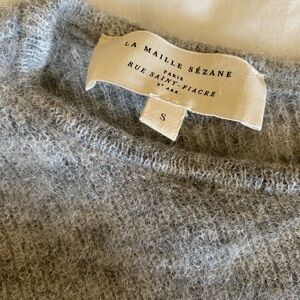 LA MAILLE SÉZANE
PARIS
RUE SAINT-FIACRE
2e ARR.
S